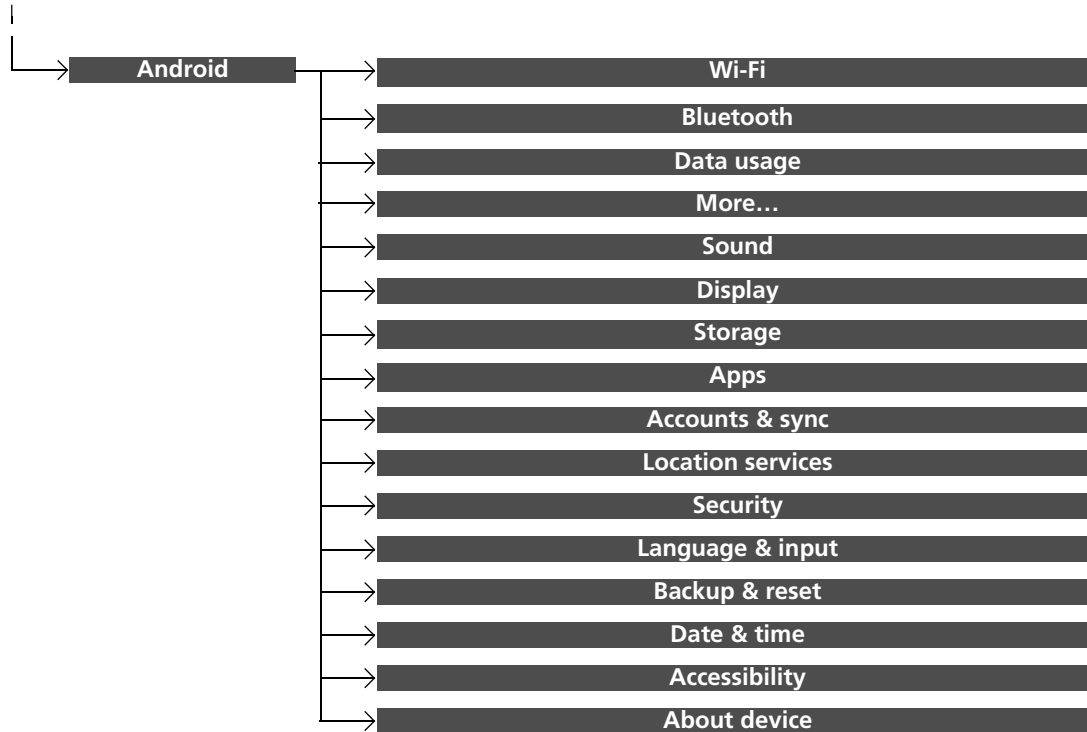 Android
Wi-Fi
Bluetooth
Data usage
More…
Sound
Display
Storage
Apps
Accounts & sync
Location services
Security
Language & input
Backup & reset
Date & time
Accessibility
About device